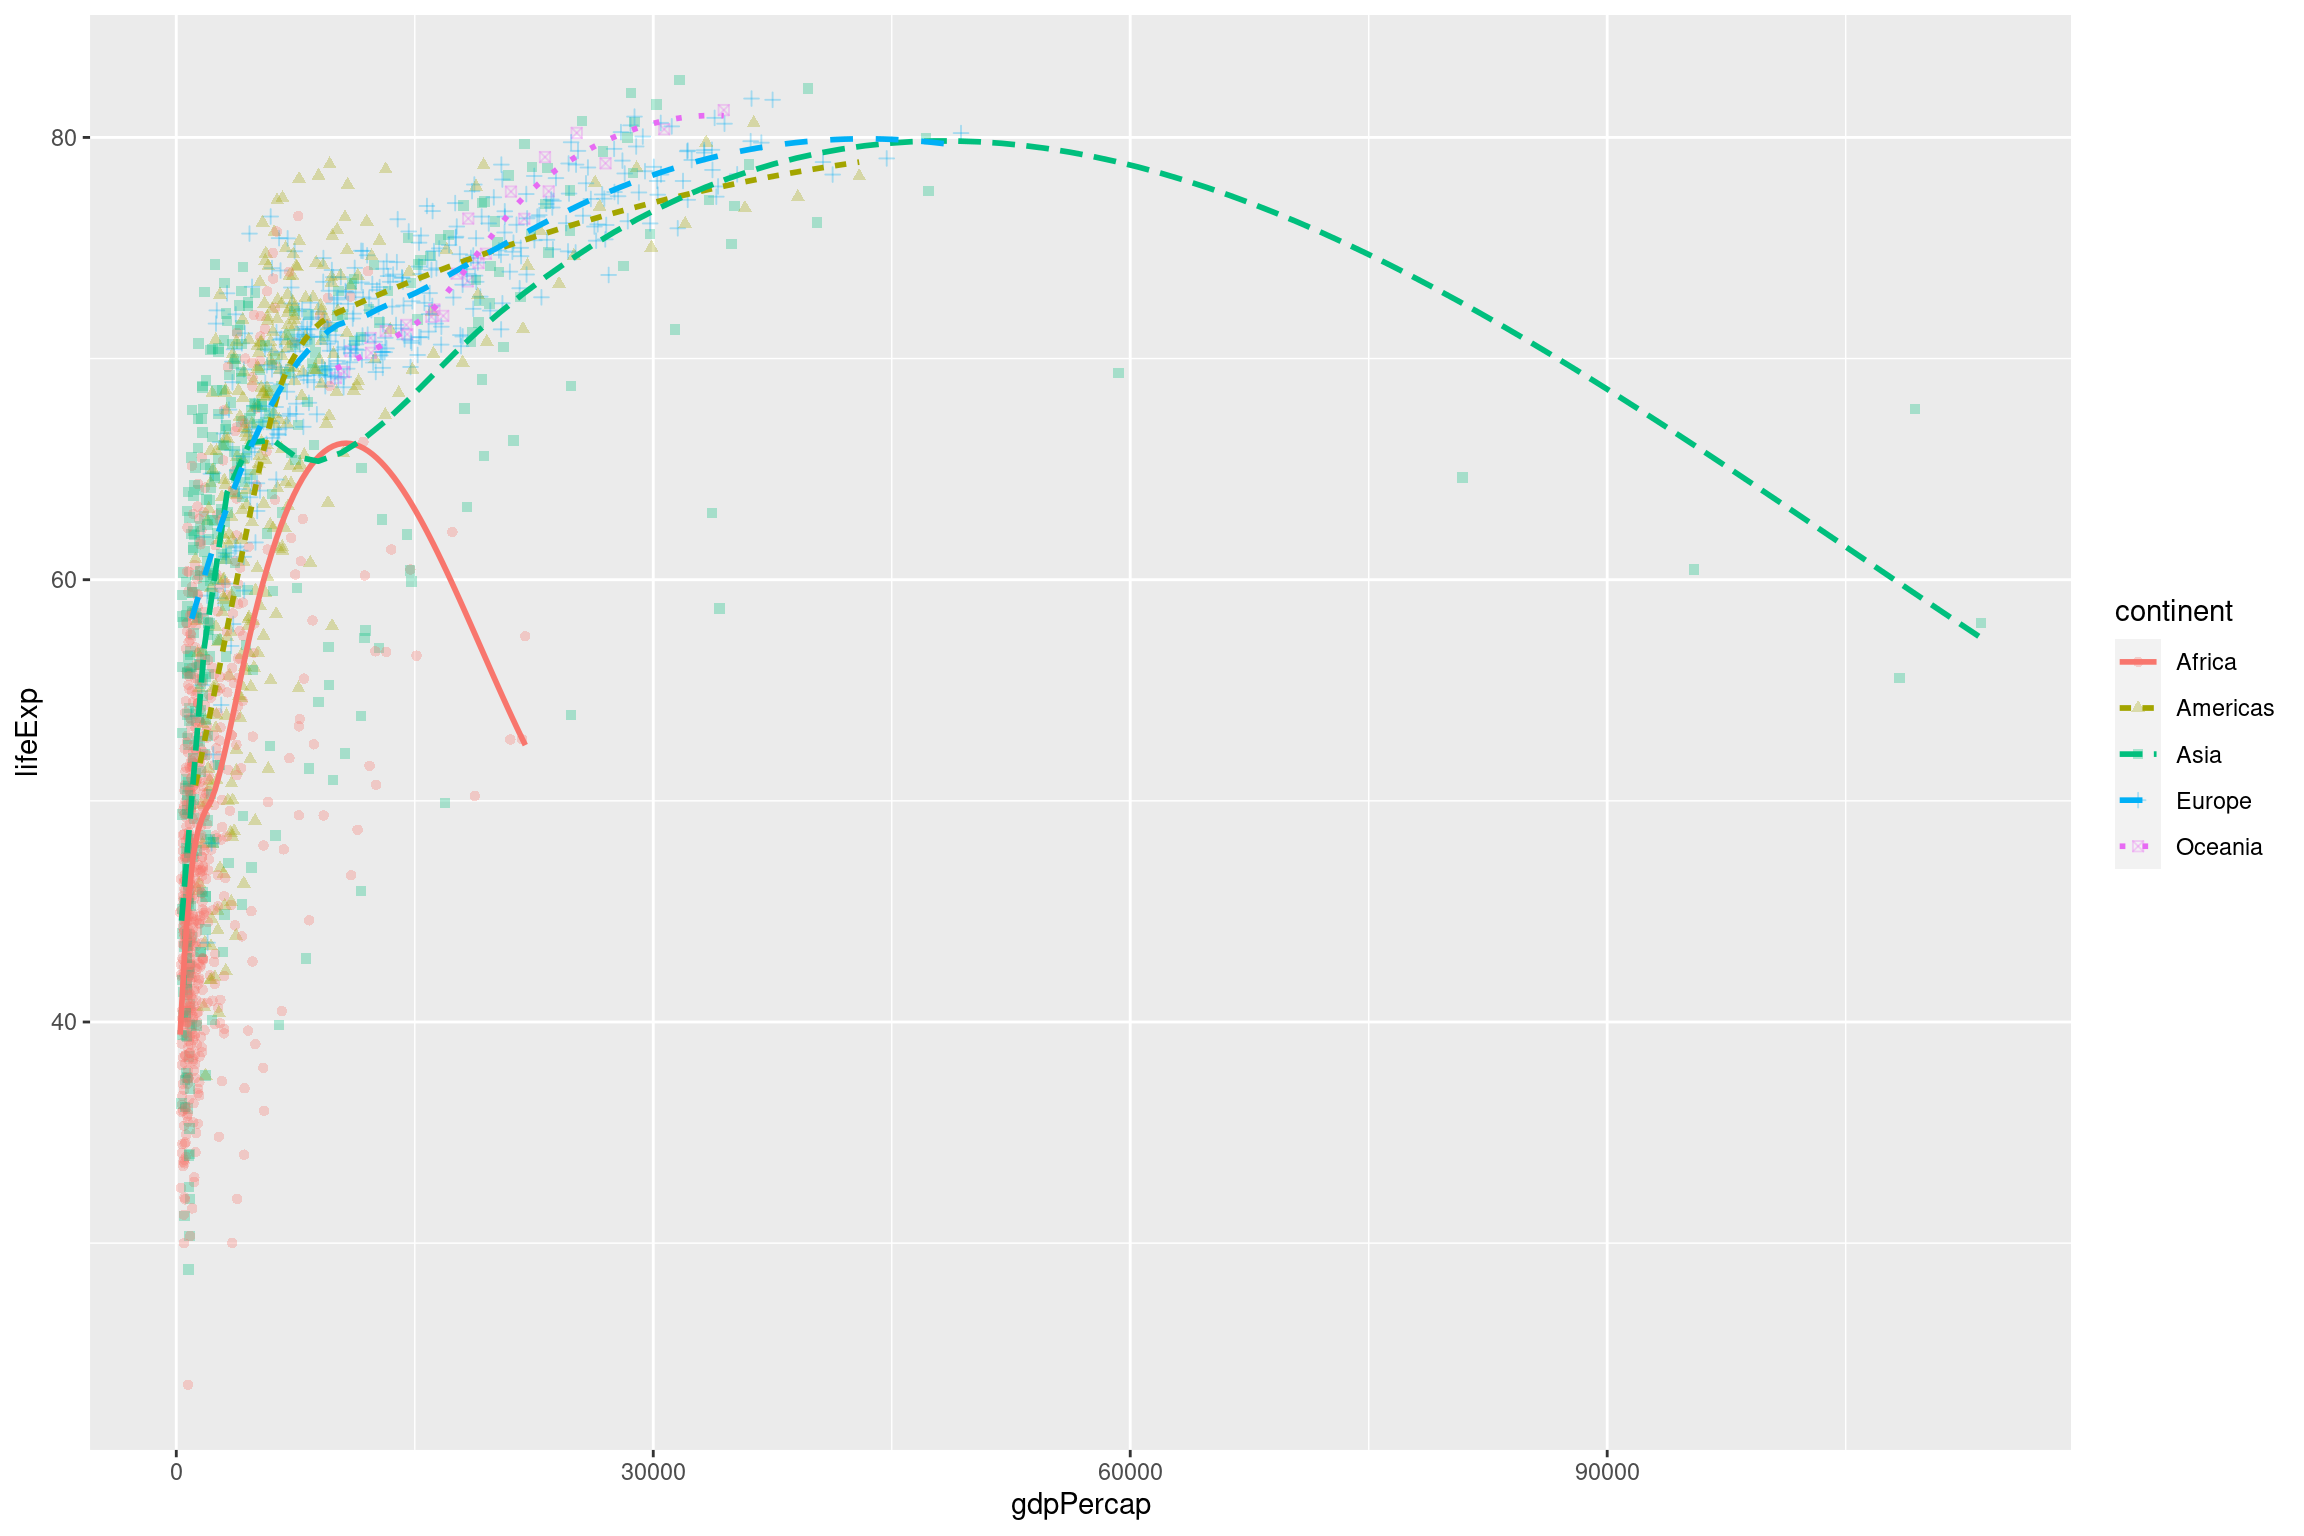 80
60
40
lifeExp
0
30000
60000
90000
gdpPercap
continent
Africa
Americas
Asia
Europe
Oceania